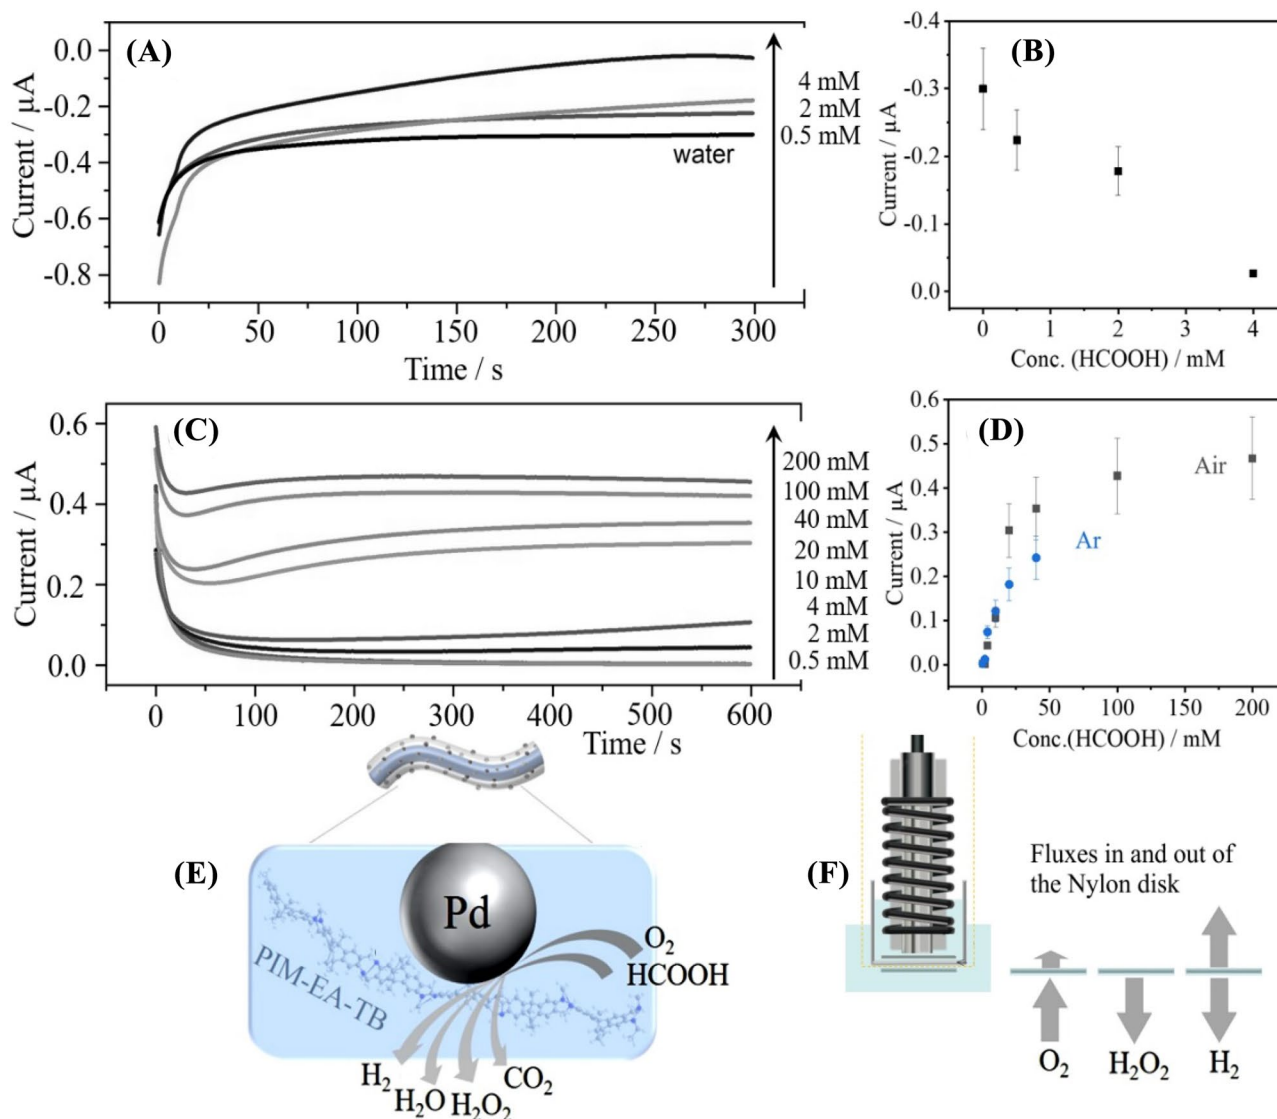 (A)
Current / µA
0.0
-0.2
-0.4
-0.6
-0.8
0
50
100
150
200
250
300
Time / s
water
4 mM
2 mM
0.5 mM
(B)
Current / µA
-0.4
-0.3
-0.2
-0.1
0.0
0
1
2
3
4
Conc. (HCOOH) / mM
(C)
Current / µA
0.6
0.4
0.2
0.0
0
100
200
300
400
500
600
Time / s
200 mM
100 mM
40 mM
20 mM
10 mM
4 mM
2 mM
0.5 mM
(D)
Current / µA
0.6
0.5
0.4
0.3
0.2
0.1
0.0
0
50
100
150
200
Conc.(HCOOH) / mM
Air
Ar
(E)
Pd
PIM-EA-TB
O₂
HCOOH
H₂
H₂O
H₂O₂
CO₂
(F)
Fluxes in and out of
the Nylon disk
O₂
H₂O₂
H₂